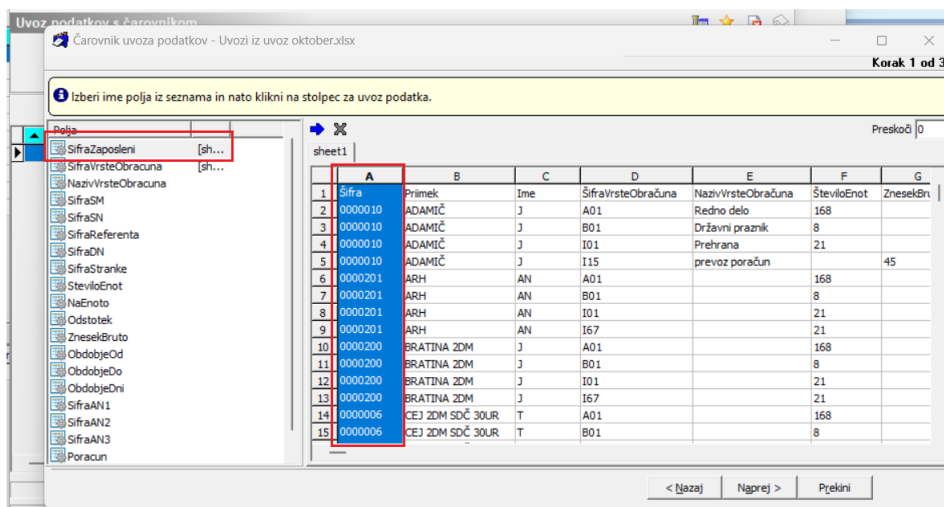 Uvoz podatkov s čarovnikom
Čarovnik uvoza podatkov - Uvozi iz uvoz oktober.xlsx
Korak 1 od 3
Izberi ime polja iz seznama in nato klikni na stolpec za uvoz podatka.
Polja
SifraZaposleni [sh...
SifraVrsteObracuna [sh...
NazivVrsteObracuna
SifraSM
SifraSN
SifraReferenta
SifraDN
SifraStranke
SteviloEnot
NaEnoto
Odstotek
ZnesekBruto
ObdobjeOd
ObdobjeDo
ObdobjeDni
SifraAN1
SifraAN2
SifraAN3
Poracun
Preskoči 0
sheet1
A B C D E F G
1 Šifra Priimek Ime ŠifraVrsteObračuna NazivVrsteObračuna ŠteviloEnot ZnesekBru
2 0000010 ADAMIČ J A01 Redno delo 168
3 0000010 ADAMIČ J B01 Državni praznik 8
4 0000010 ADAMIČ J I01 Prehrana 21
5 0000010 ADAMIČ J I15 prevoz poračun 45
6 0000201 ARH AN A01 168
7 0000201 ARH AN B01 8
8 0000201 ARH AN I01 21
9 0000201 ARH AN I67 21
10 0000200 BRATINA 2DM J A01 168
11 0000200 BRATINA 2DM J B01 8
12 0000200 BRATINA 2DM J I01 21
13 0000200 BRATINA 2DM J I67 21
14 0000006 CEJ 2DM SDČ 30UR T A01 168
15 0000006 CEJ 2DM SDČ 30UR T B01 8
< Nazaj Naprej > Prekini